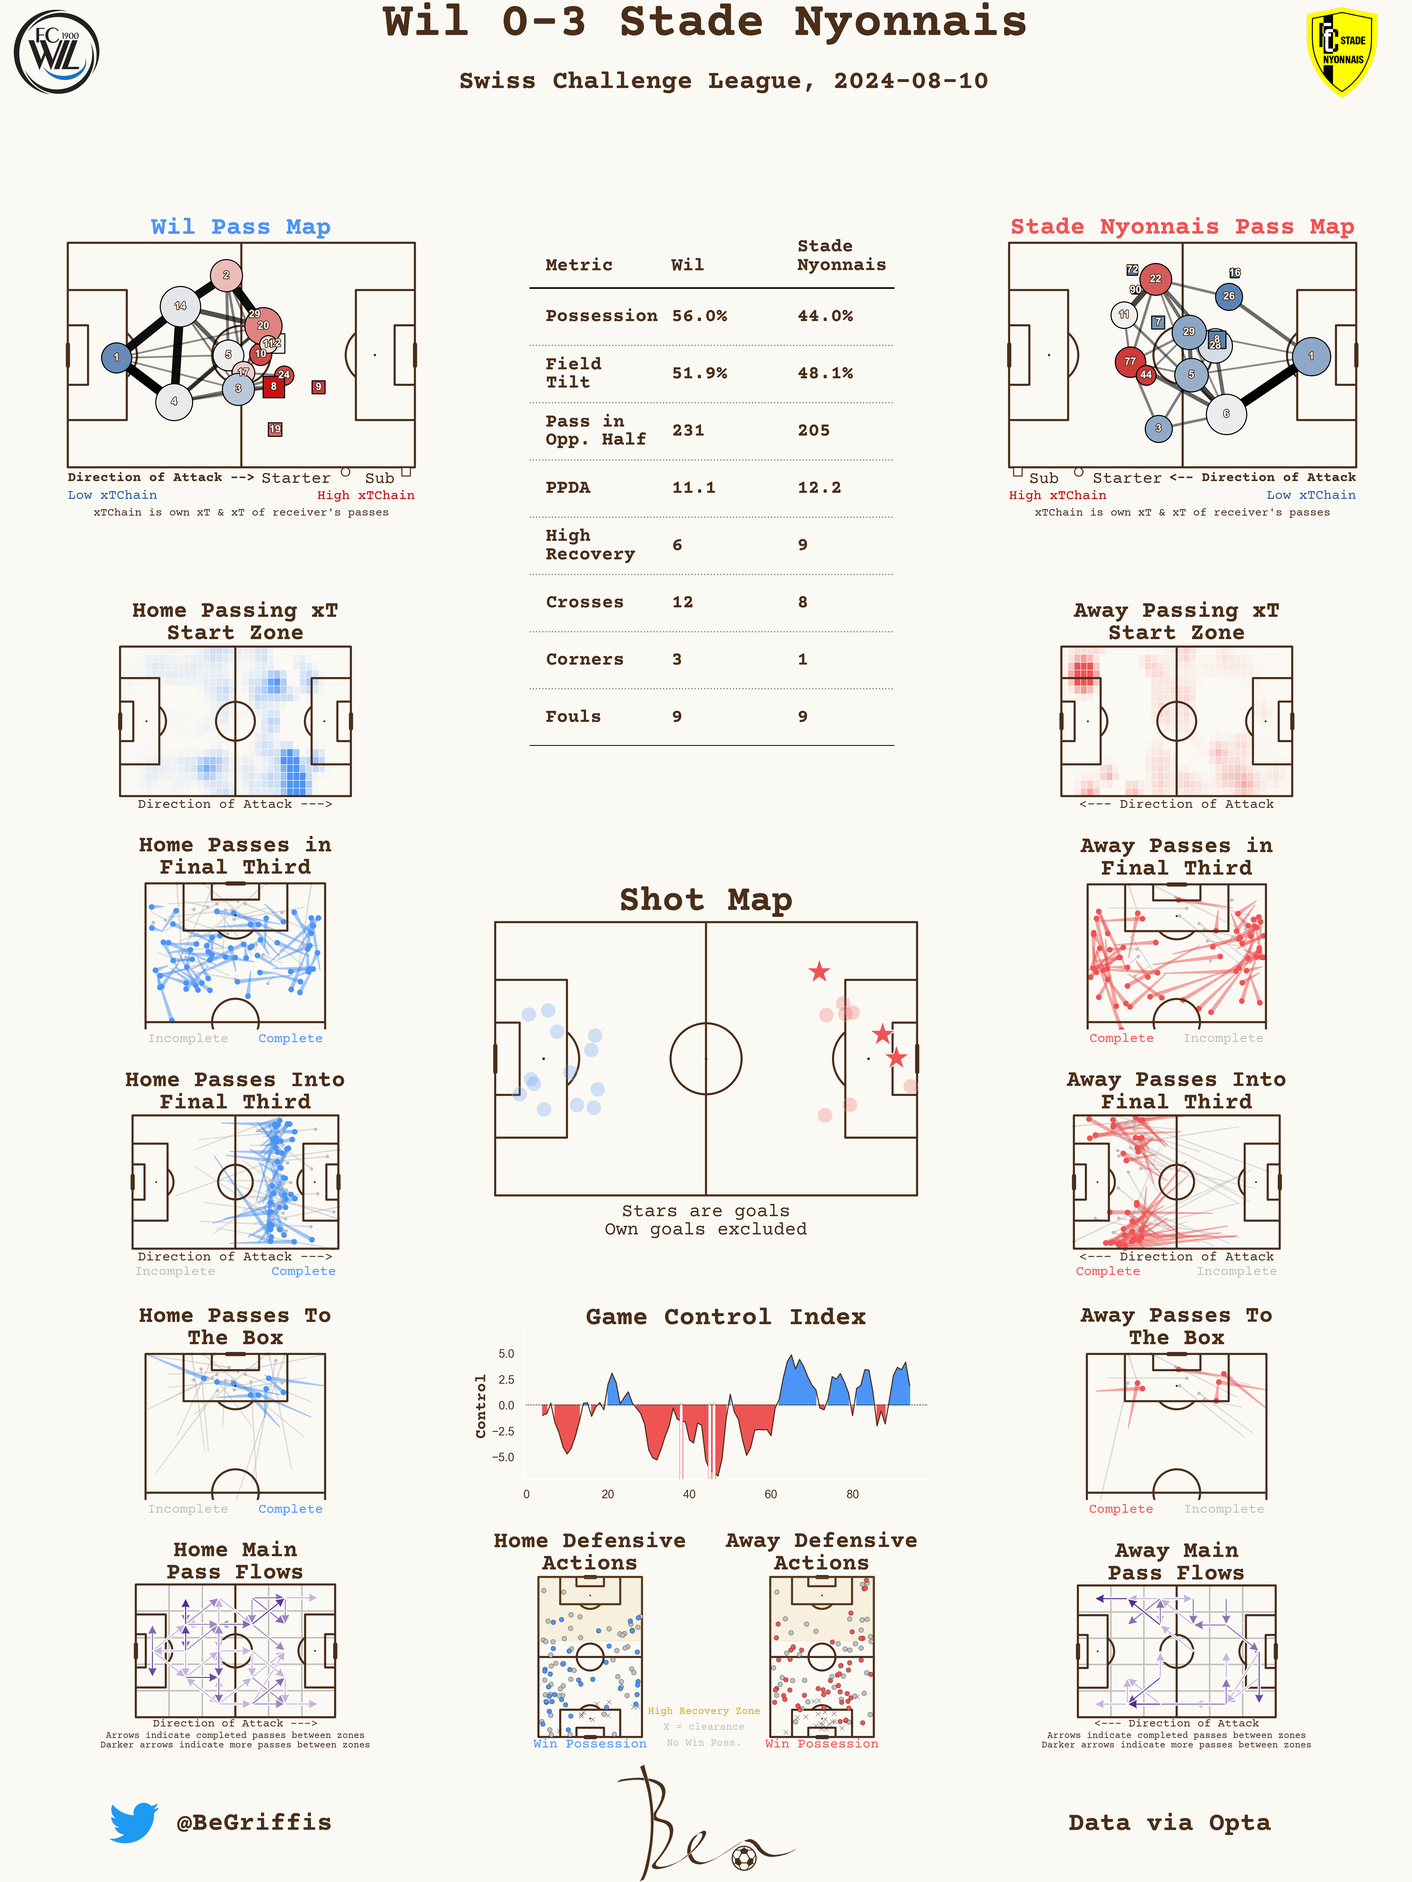 Wil 0-3 Stade Nyonnais
Swiss Challenge League, 2024-08-10
FC 1900
WIL
FC STADE
NYONNAIS
Wil Pass Map
2
14
29
20
1
5
11
12
10
17
24
3
8
9
4
19
Direction of Attack --> Starter Sub
Low xTChain High xTChain
xTChain is own xT & xT of receiver's passes
Metric Wil Stade Nyonnais
Possession 56.0% 44.0%
Field Tilt 51.9% 48.1%
Pass in Opp. Half 231 205
PPDA 11.1 12.2
High Recovery 6 9
Crosses 12 8
Corners 3 1
Fouls 9 9
Stade Nyonnais Pass Map
72
22
16
90
26
11
7
29
8
28
1
77
44
5
6
3
Sub Starter <-- Direction of Attack
High xTChain Low xTChain
xTChain is own xT & xT of receiver's passes
Home Passing xT
Start Zone
Direction of Attack --->
Away Passing xT
Start Zone
<--- Direction of Attack
Home Passes in
Final Third
Incomplete Complete
Away Passes in
Final Third
Complete Incomplete
Shot Map
Stars are goals
Own goals excluded
Home Passes Into
Final Third
Direction of Attack --->
Incomplete Complete
Away Passes Into
Final Third
<--- Direction of Attack
Complete Incomplete
Home Passes To
The Box
Incomplete Complete
Game Control Index
Control
5.0
2.5
0.0
−2.5
−5.0
0 20 40 60 80
Away Passes To
The Box
Complete Incomplete
Home Main
Pass Flows
Direction of Attack --->
Arrows indicate completed passes between zones
Darker arrows indicate more passes between zones
Home Defensive
Actions
Win Possession
High Recovery Zone
X = clearance
No Win Poss.
Away Defensive
Actions
Win Possession
Away Main
Pass Flows
<--- Direction of Attack
Arrows indicate completed passes between zones
Darker arrows indicate more passes between zones
@BeGriffis
Ben
Data via Opta